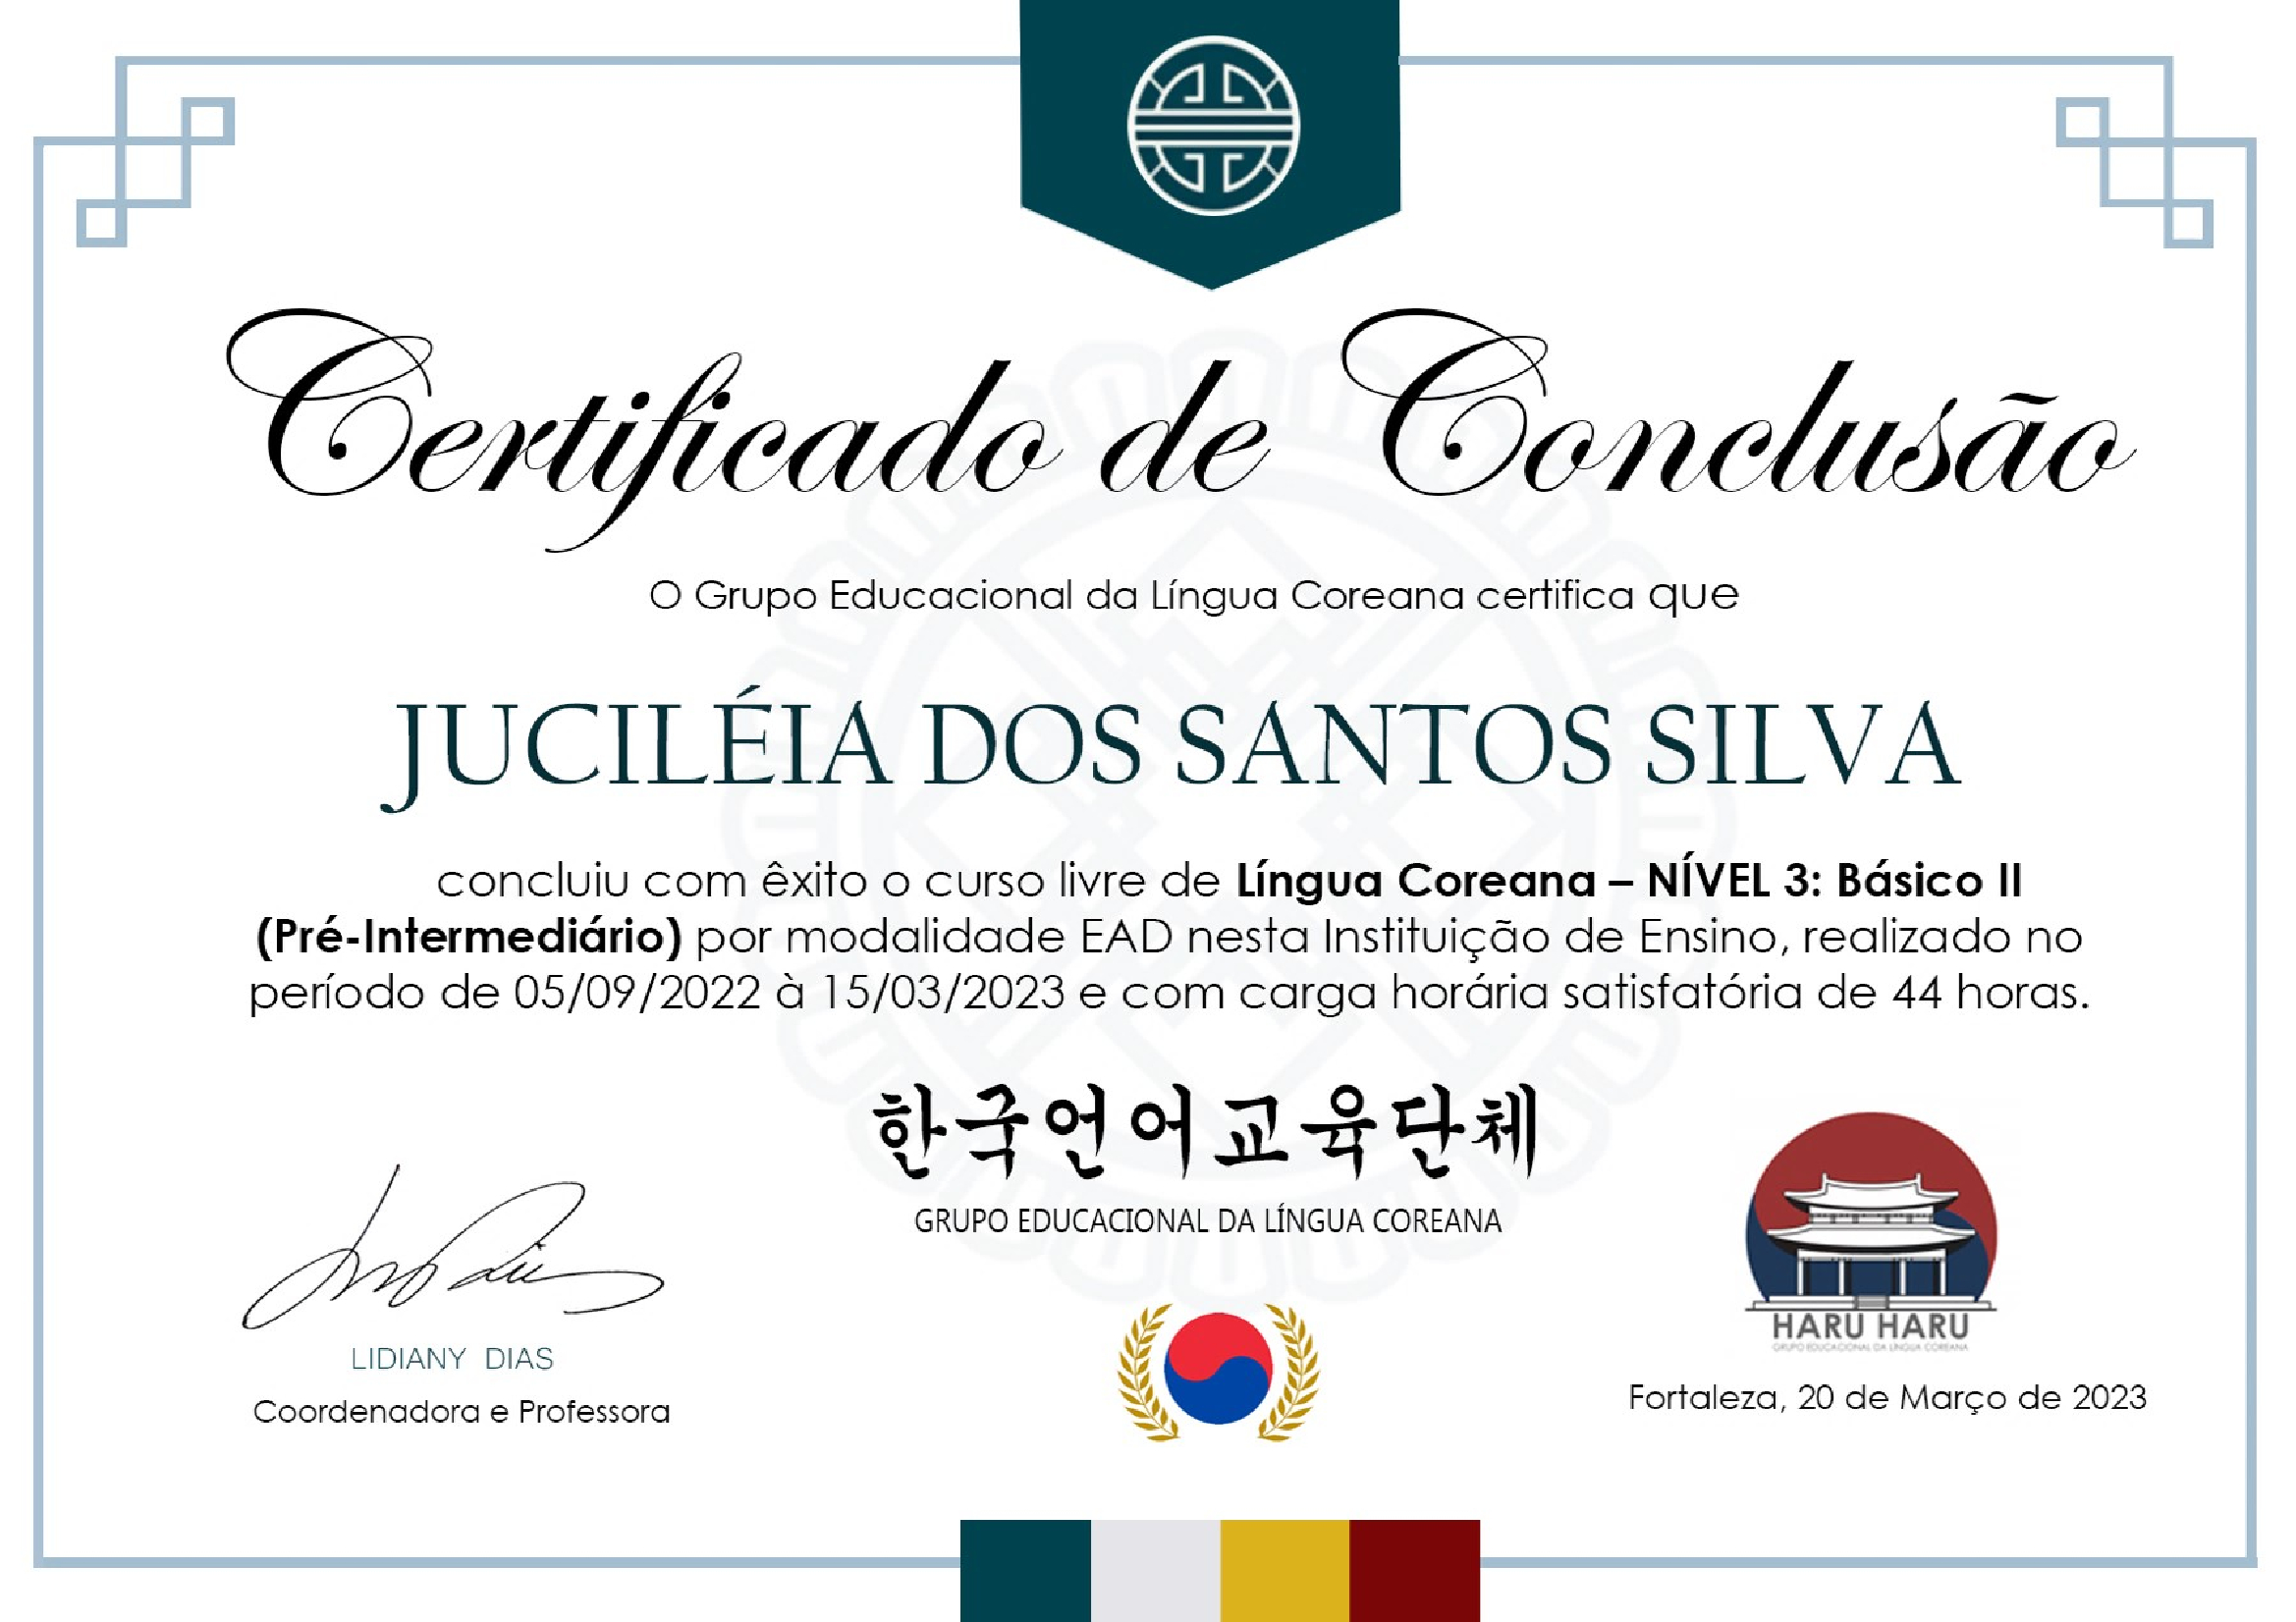 Certificado de Conclusão
O Grupo Educacional da Língua Coreana certifica que
JUCILÉIA DOS SANTOS SILVA
concluiu com êxito o curso livre de Língua Coreana – NÍVEL 3: Básico II
(Pré-Intermediário) por modalidade EAD nesta Instituição de Ensino, realizado no
período de 05/09/2022 à 15/03/2023 e com carga horária satisfatória de 44 horas.
한국언어교육단체
GRUPO EDUCACIONAL DA LÍNGUA COREANA
LIDIANY DIAS
Coordenadora e Professora
HARU HARU
GRUPO EDUCACIONAL DA LÍNGUA COREANA
Fortaleza, 20 de Março de 2023